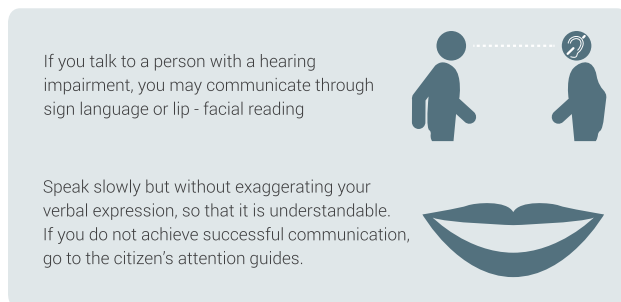 If you talk to a person with a hearing
impairment, you may communicate through
sign language or lip - facial reading
Speak slowly but without exaggerating your
verbal expression, so that it is understandable.
If you do not achieve successful communication,
go to the citizen's attention guides.